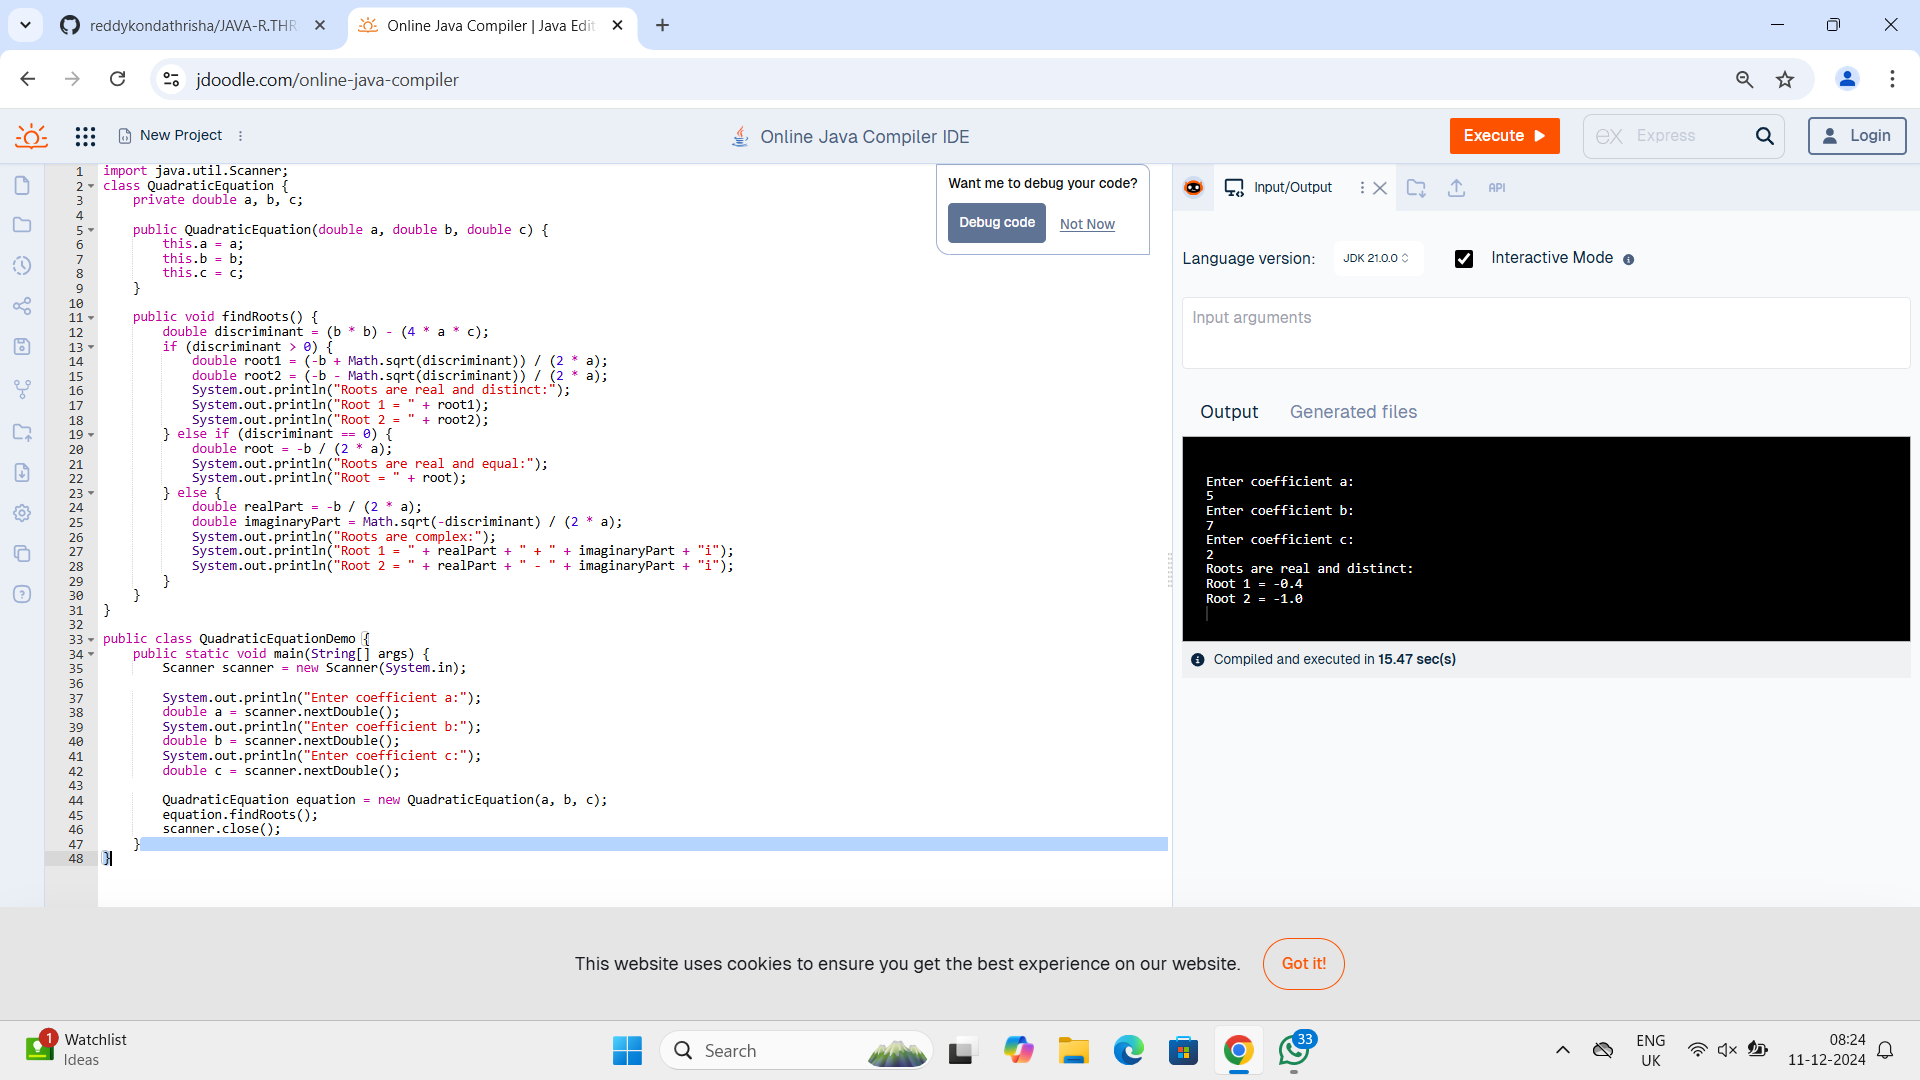 reddykondathrisha/JAVA-R.THR
Online Java Compiler | Java Edit
jdoodle.com/online-java-compiler
New Project
Online Java Compiler IDE
Execute
eX Express
Login
1 import java.util.Scanner;
2 class QuadraticEquation {
3 private double a, b, c;
4
5 public QuadraticEquation(double a, double b, double c) {
6 this.a = a;
7 this.b = b;
8 this.c = c;
9 }
10
11 public void findRoots() {
12 double discriminant = (b * b) - (4 * a * c);
13 if (discriminant > 0) {
14 double root1 = (-b + Math.sqrt(discriminant)) / (2 * a);
15 double root2 = (-b - Math.sqrt(discriminant)) / (2 * a);
16 System.out.println("Roots are real and distinct:");
17 System.out.println("Root 1 = " + root1);
18 System.out.println("Root 2 = " + root2);
19 } else if (discriminant == 0) {
20 double root = -b / (2 * a);
21 System.out.println("Roots are real and equal:");
22 System.out.println("Root = " + root);
23 } else {
24 double realPart = -b / (2 * a);
25 double imaginaryPart = Math.sqrt(-discriminant) / (2 * a);
26 System.out.println("Roots are complex:");
27 System.out.println("Root 1 = " + realPart + " + " + imaginaryPart + "i");
28 System.out.println("Root 2 = " + realPart + " - " + imaginaryPart + "i");
29 }
30 }
31 }
32
33 public class QuadraticEquationDemo {
34 public static void main(String[] args) {
35 Scanner scanner = new Scanner(System.in);
36
37 System.out.println("Enter coefficient a:");
38 double a = scanner.nextDouble();
39 System.out.println("Enter coefficient b:");
40 double b = scanner.nextDouble();
41 System.out.println("Enter coefficient c:");
42 double c = scanner.nextDouble();
43
44 QuadraticEquation equation = new QuadraticEquation(a, b, c);
45 equation.findRoots();
46 scanner.close();
47 }
48 }
Want me to debug your code?
Debug code
Not Now
Input/Output
API
Language version:
JDK 21.0.0
Interactive Mode
Input arguments
Output
Generated files
Enter coefficient a:
5
Enter coefficient b:
7
Enter coefficient c:
2
Roots are real and distinct:
Root 1 = -0.4
Root 2 = -1.0
Compiled and executed in 15.47 sec(s)
This website uses cookies to ensure you get the best experience on our website.
Got it!
1
Watchlist
Ideas
Search
33
ENG
UK
08:24
11-12-2024